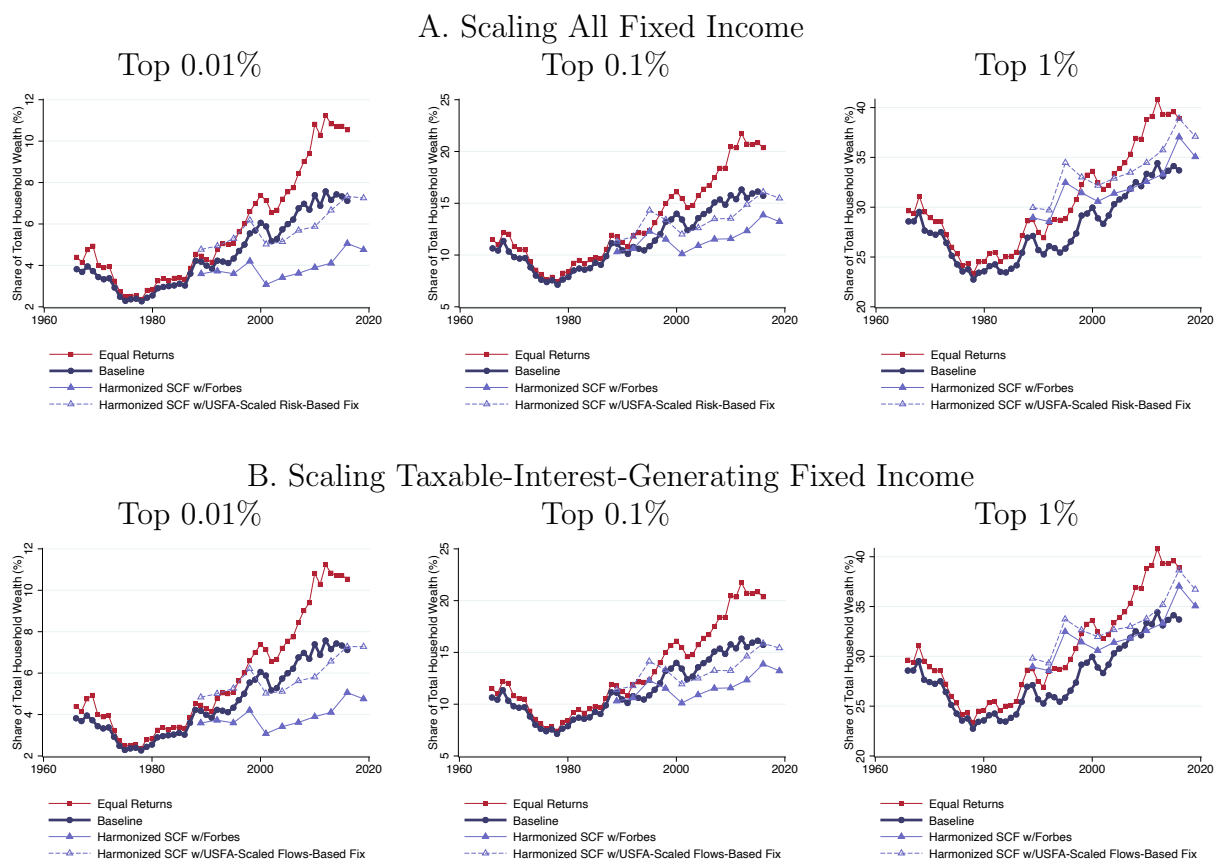 A. Scaling All Fixed Income
Top 0.01% Top 0.1% Top 1%
Share of Total Household Wealth (%)
12
10
8
6
4
2
1960 1980 2000 2020
Equal Returns
Baseline
Harmonized SCF w/Forbes
Harmonized SCF w/USFA-Scaled Risk-Based Fix
Share of Total Household Wealth (%)
25
20
15
10
5
1960 1980 2000 2020
Equal Returns
Baseline
Harmonized SCF w/Forbes
Harmonized SCF w/USFA-Scaled Risk-Based Fix
Share of Total Household Wealth (%)
40
35
30
25
20
1960 1980 2000 2020
Equal Returns
Baseline
Harmonized SCF w/Forbes
Harmonized SCF w/USFA-Scaled Risk-Based Fix
B. Scaling Taxable-Interest-Generating Fixed Income
Top 0.01% Top 0.1% Top 1%
Share of Total Household Wealth (%)
12
10
8
6
4
2
1960 1980 2000 2020
Equal Returns
Baseline
Harmonized SCF w/Forbes
Harmonized SCF w/USFA-Scaled Flows-Based Fix
Share of Total Household Wealth (%)
25
20
15
10
5
1960 1980 2000 2020
Equal Returns
Baseline
Harmonized SCF w/Forbes
Harmonized SCF w/USFA-Scaled Flows-Based Fix
Share of Total Household Wealth (%)
40
35
30
25
20
1960 1980 2000 2020
Equal Returns
Baseline
Harmonized SCF w/Forbes
Harmonized SCF w/USFA-Scaled Flows-Based Fix